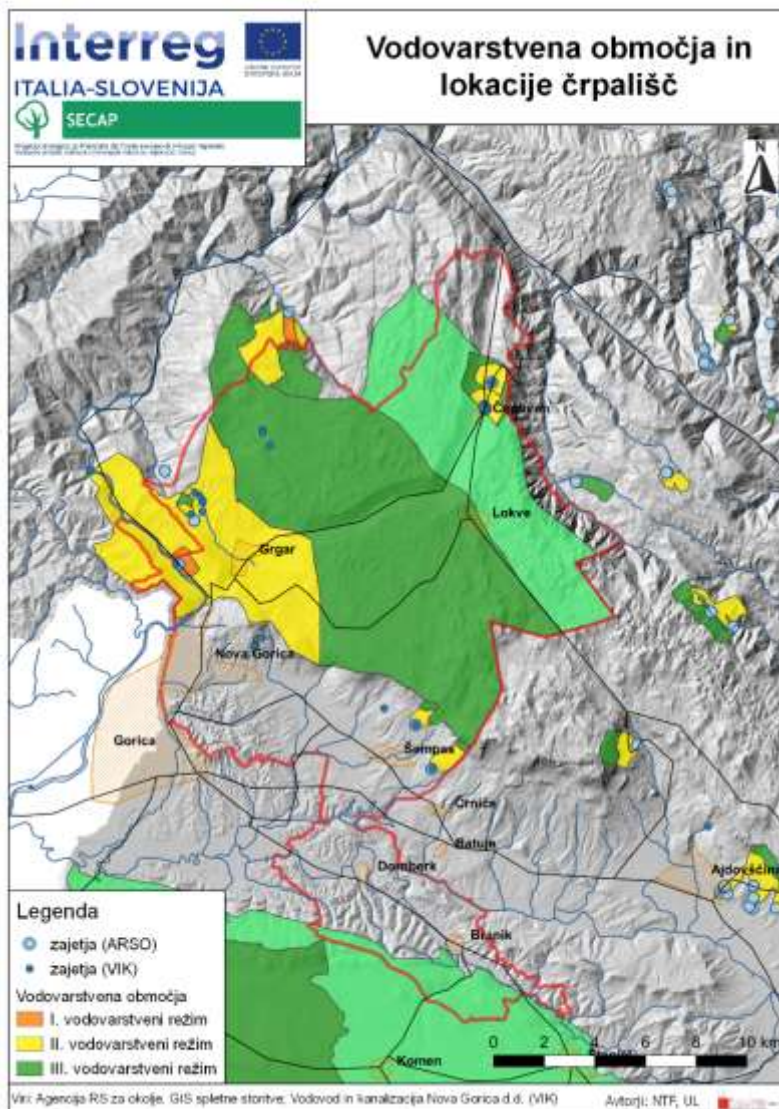 Interreg
ITALIA-SLOVENIJA
SECAP
Vodovarstvena območja in
lokacije črpališč
N
Čepovan
Lokve
Grgar
Nova Gorica
Gorica
Šempas
Črniče
Batuje
Dornberk
Ajdovščina
Branik
Komen
Legenda
zajetja (ARSO)
zajetja (VIK)
Vodovarstvena območja
I. vodovarstveni režim
II. vodovarstveni režim
III. vodovarstveni režim
0 2 4 6 8 10 km
Viri: Agencija RS za okolje, GIS spletne storitve; Vodovod in kanalizacija Nova Gorica d.d. (VIK)
Avtorji: NTF, UL